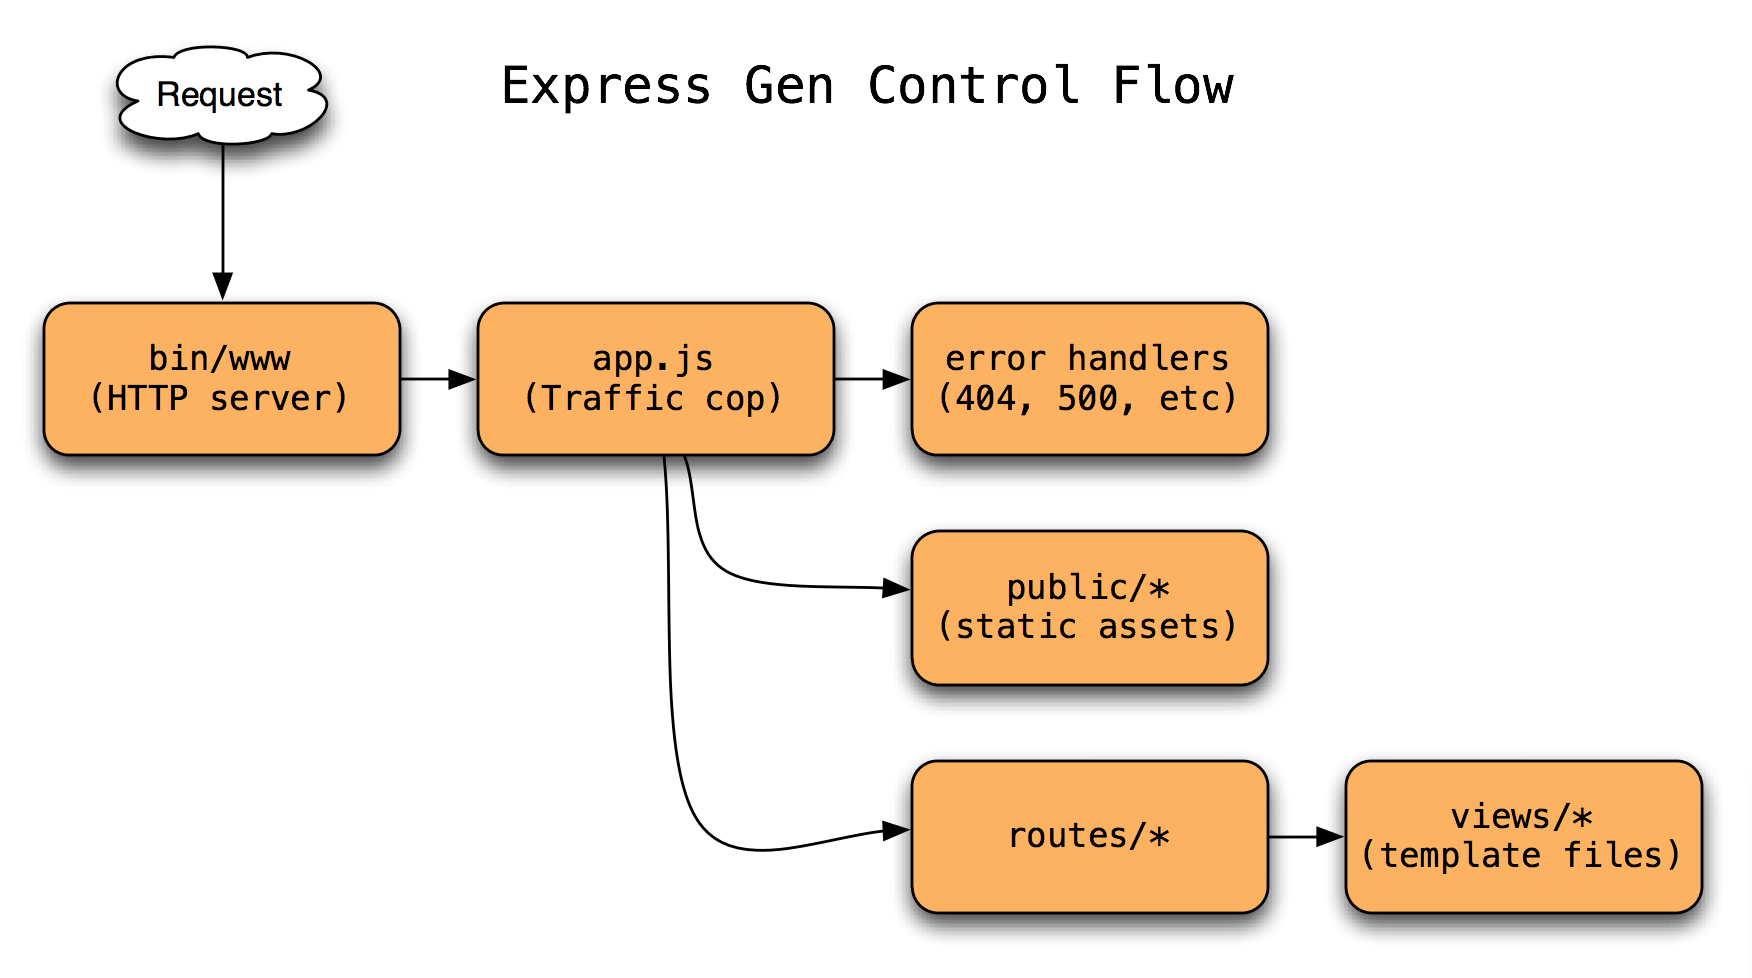 Request
Express Gen Control Flow
bin/www
(HTTP server)
app.js
(Traffic cop)
error handlers
(404, 500, etc)
public/*
(static assets)
routes/*
views/*
(template files)